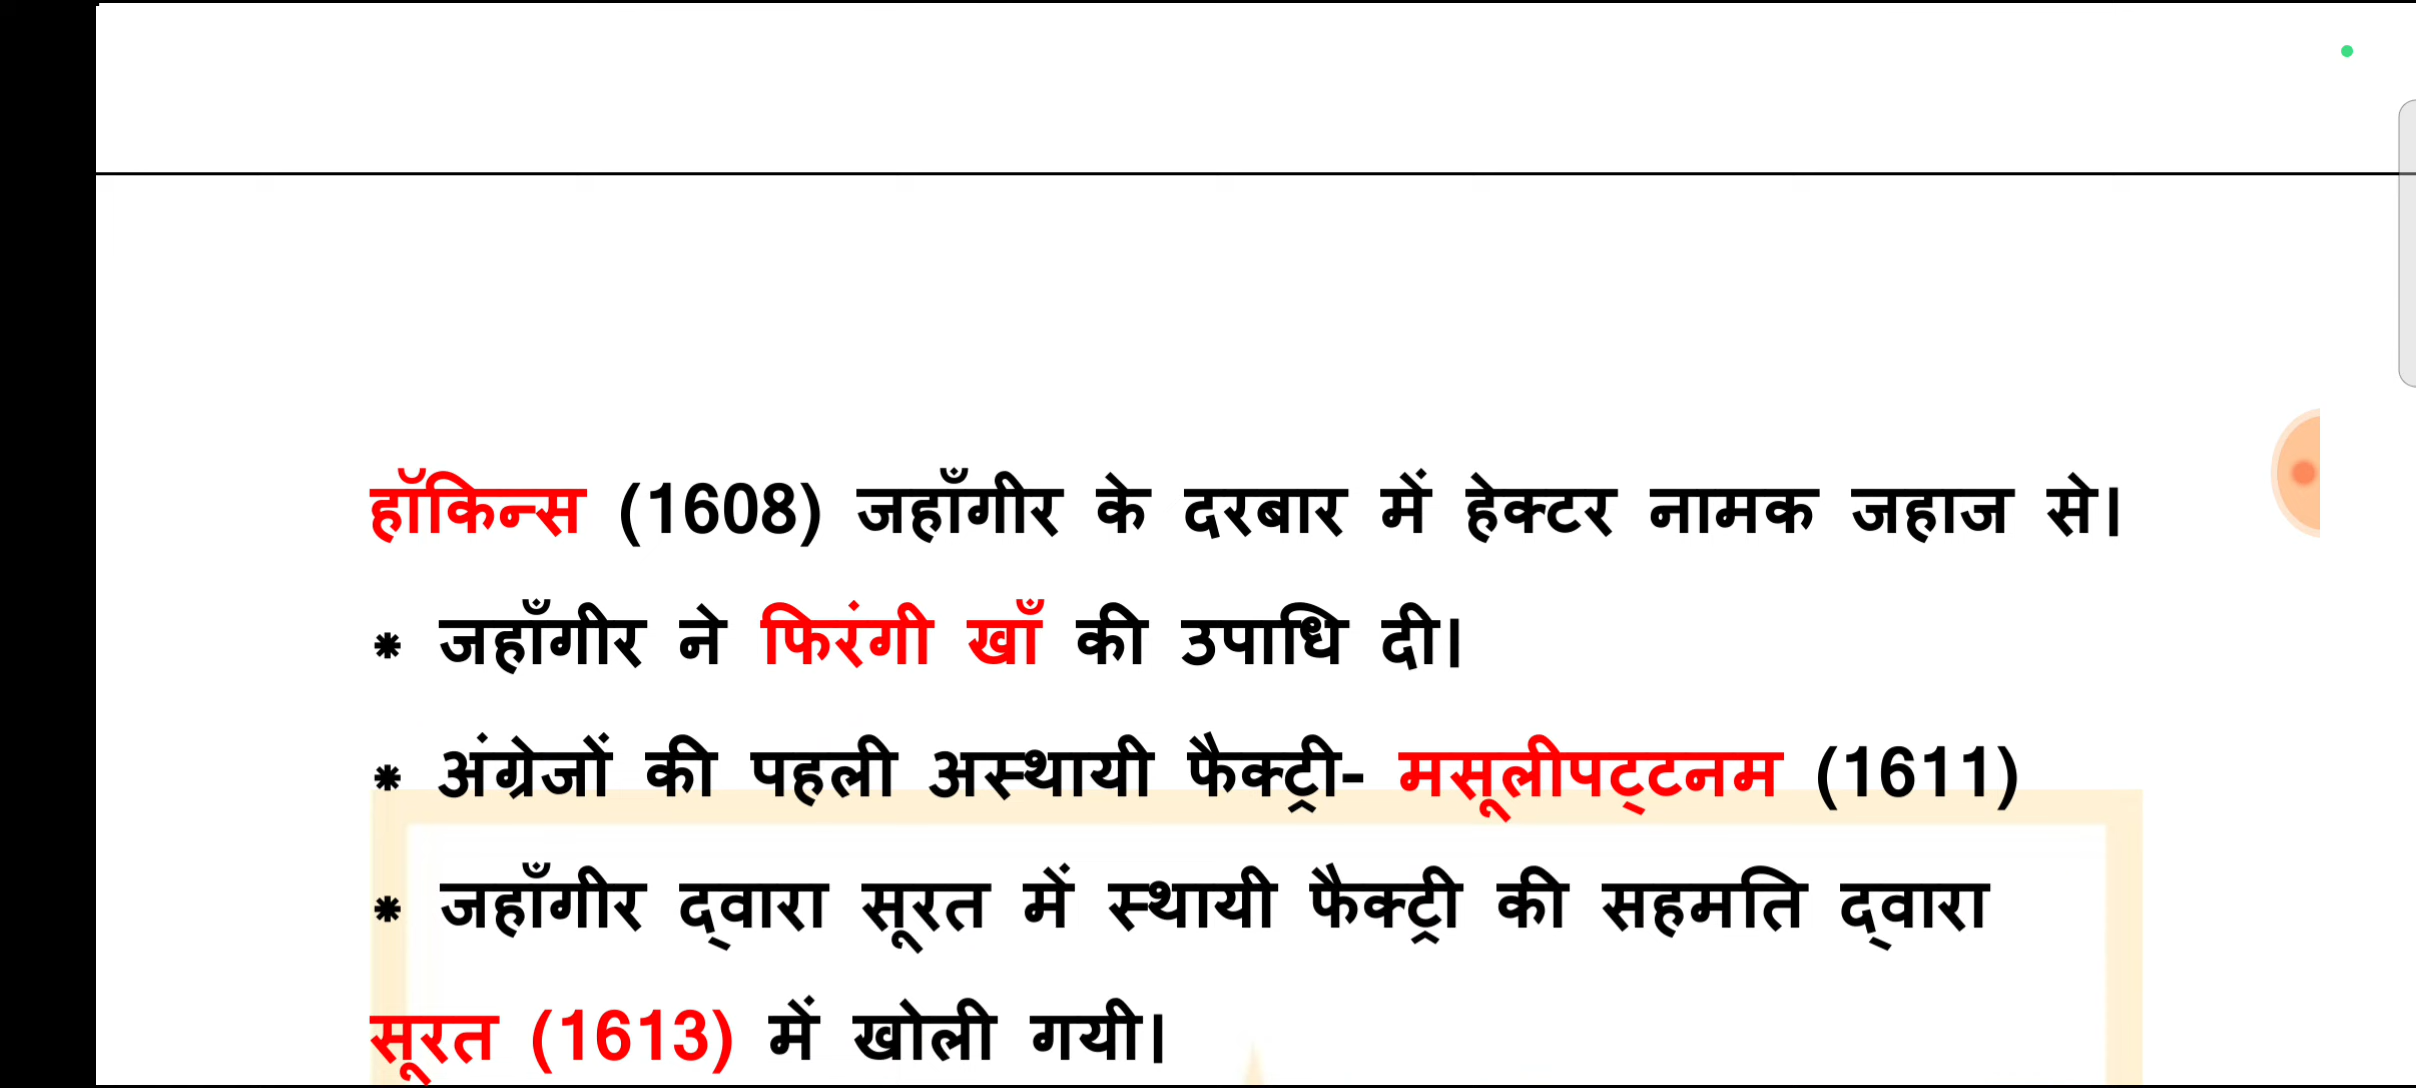 हॉकिन्स (1608) जहाँगीर के दरबार में हेक्टर नामक जहाज से।
* जहाँगीर ने फिरंगी खाँ की उपाधि दी।
* अंग्रेजों की पहली अस्थायी फैक्ट्री- मसूलीपट्टनम (1611)
* जहाँगीर द्वारा सूरत में स्थायी फैक्ट्री की सहमति द्वारा
सूरत (1613) में खोली गयी।